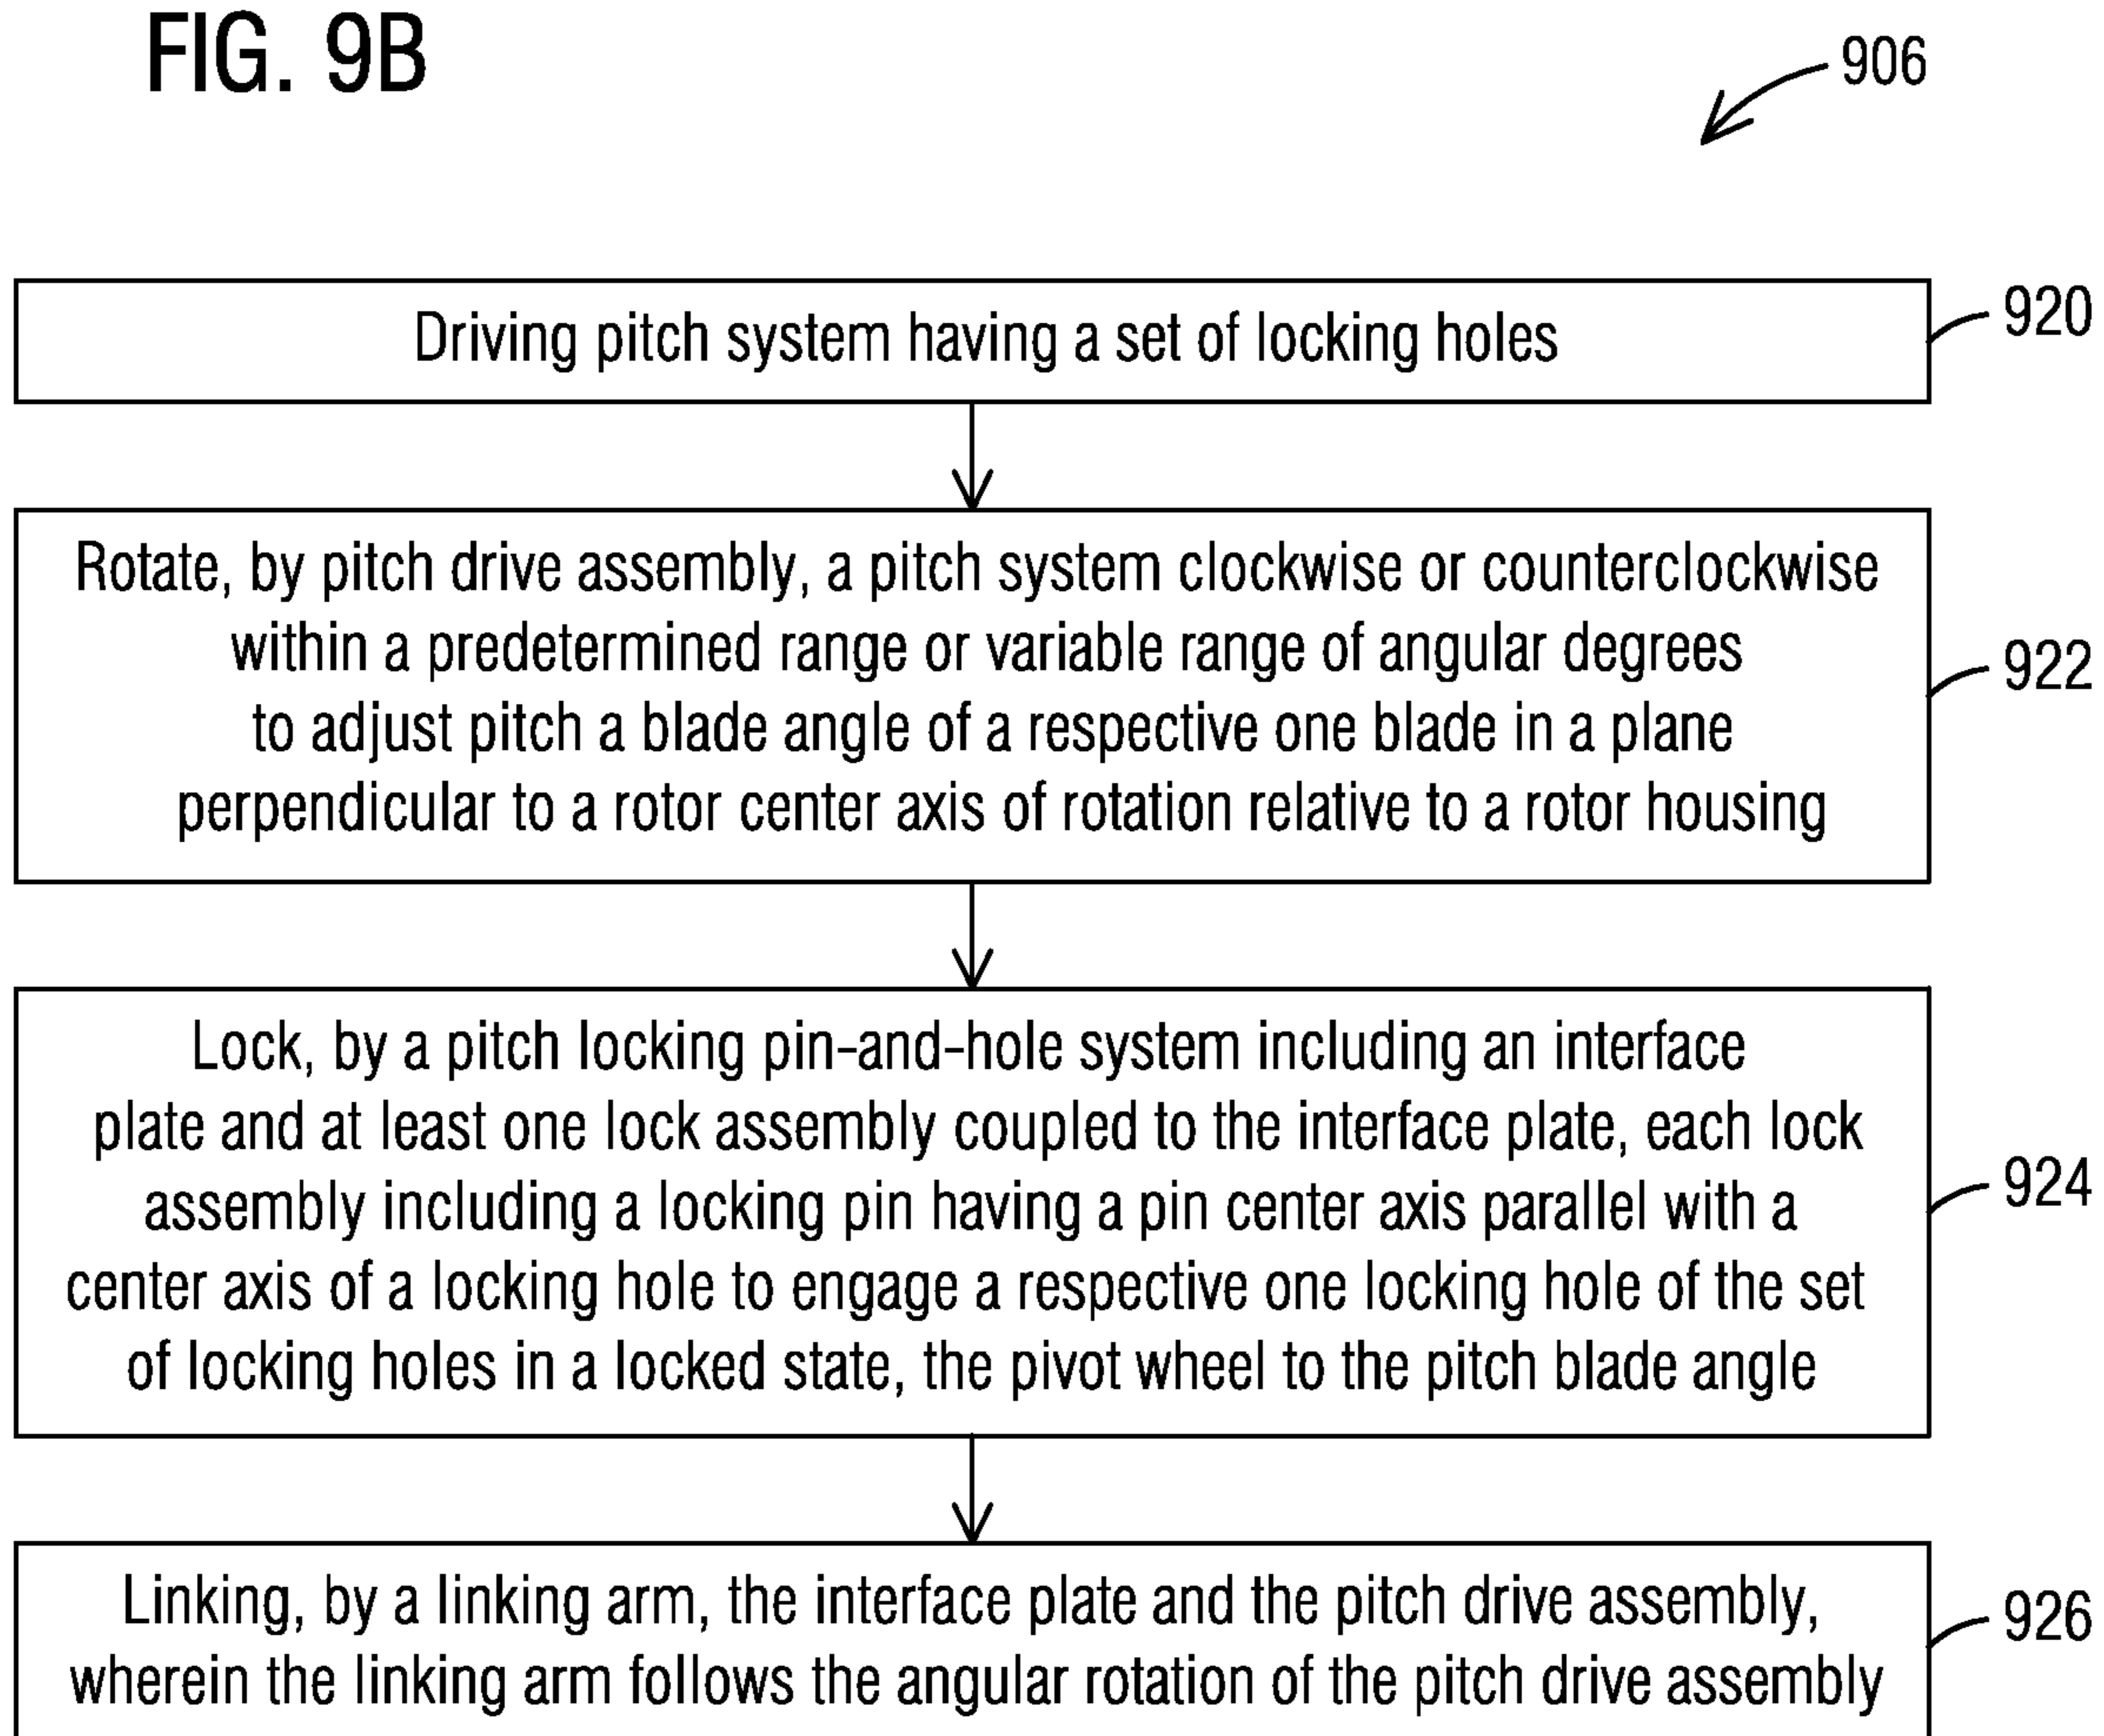 FIG. 9B
906
Driving pitch system having a set of locking holes
920
Rotate, by pitch drive assembly, a pitch system clockwise or counterclockwise
within a predetermined range or variable range of angular degrees
to adjust pitch a blade angle of a respective one blade in a plane
perpendicular to a rotor center axis of rotation relative to a rotor housing
922
Lock, by a pitch locking pin-and-hole system including an interface
plate and at least one lock assembly coupled to the interface plate, each lock
assembly including a locking pin having a pin center axis parallel with a
center axis of a locking hole to engage a respective one locking hole of the set
of locking holes in a locked state, the pivot wheel to the pitch blade angle
924
Linking, by a linking arm, the interface plate and the pitch drive assembly,
wherein the linking arm follows the angular rotation of the pitch drive assembly
926